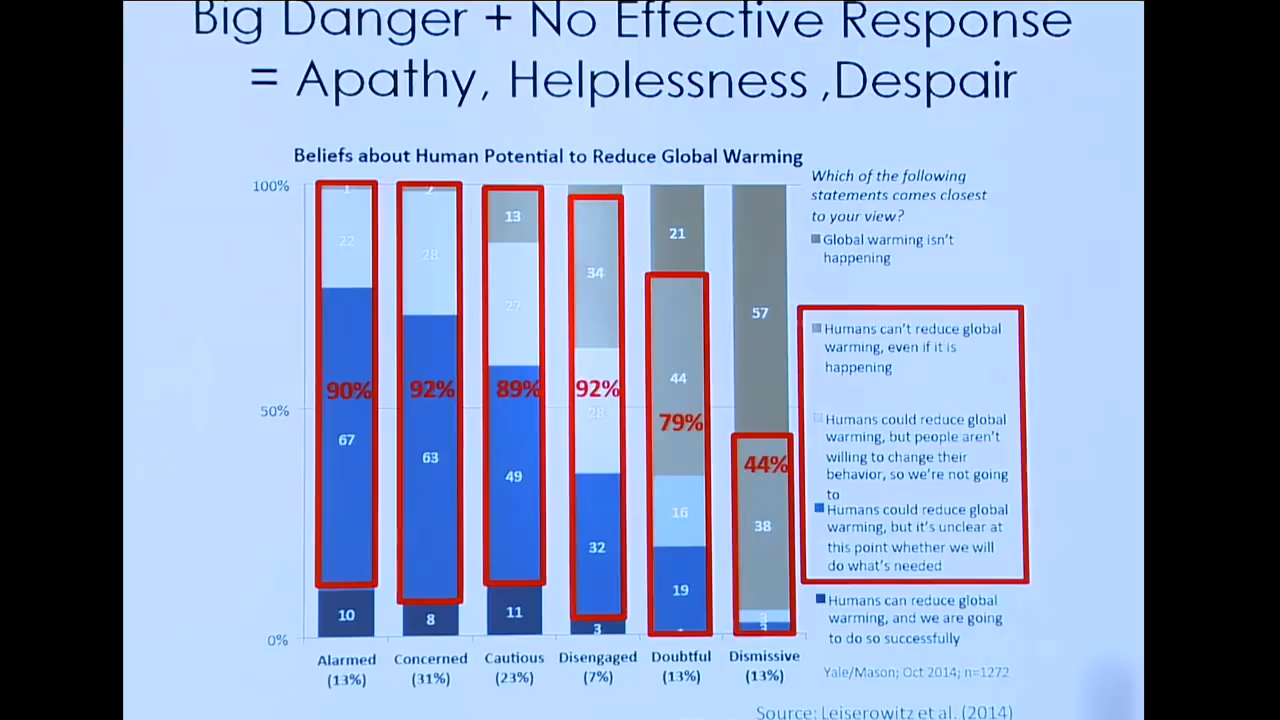 Big Danger + No Effective Response
= Apathy, Helplessness ,Despair
Beliefs about Human Potential to Reduce Global Warming
Which of the following
statements comes closest
to your view?
Global warming isn't
happening
Humans can't reduce global
warming, even if it is
happening
Humans could reduce global
warming, but people aren't
willing to change their
behavior, so we're not going
to
Humans could reduce global
warming, but it's unclear at
this point whether we will
do what's needed
Humans can reduce global
warming, and we are going
to do so successfully
100%
50%
0%
1
22
90%
67
10
2
28
92%
63
8
13
27
89%
49
11
34
92%
28
32
3
21
44
79%
16
19
57
44%
38
3
Alarmed
(13%)
Concerned
(31%)
Cautious
(23%)
Disengaged
(7%)
Doubtful
(13%)
Dismissive
(13%)
Yale/Mason; Oct 2014; n=1272
Source: Leiserowitz et al. (2014)